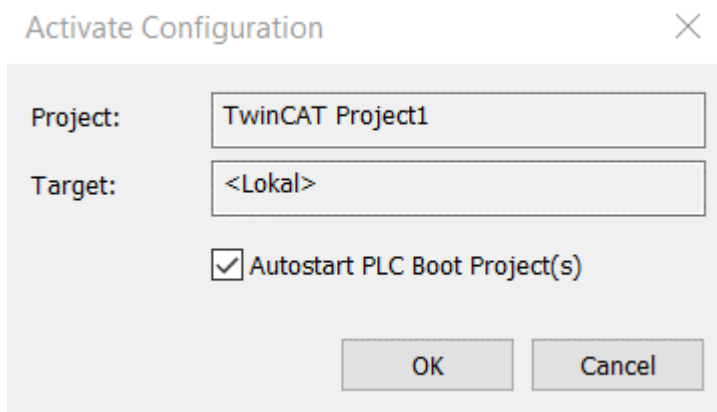 Activate Configuration
Project: TwinCAT Project1
Target: <Lokal>
Autostart PLC Boot Project(s)
OK Cancel